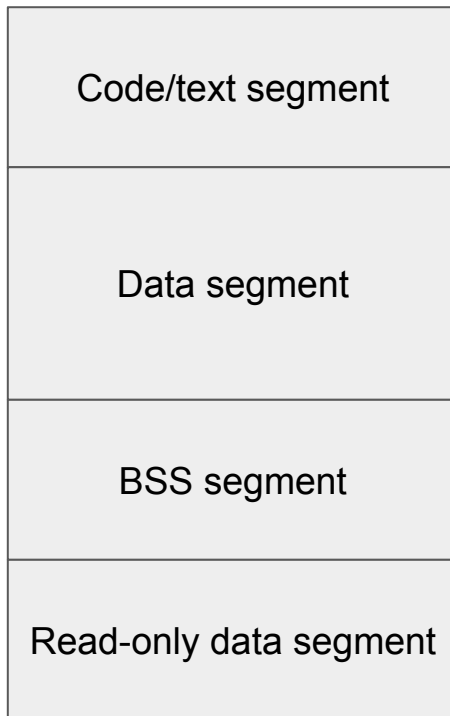 Code/text segment
Data segment
BSS segment
Read-only data segment